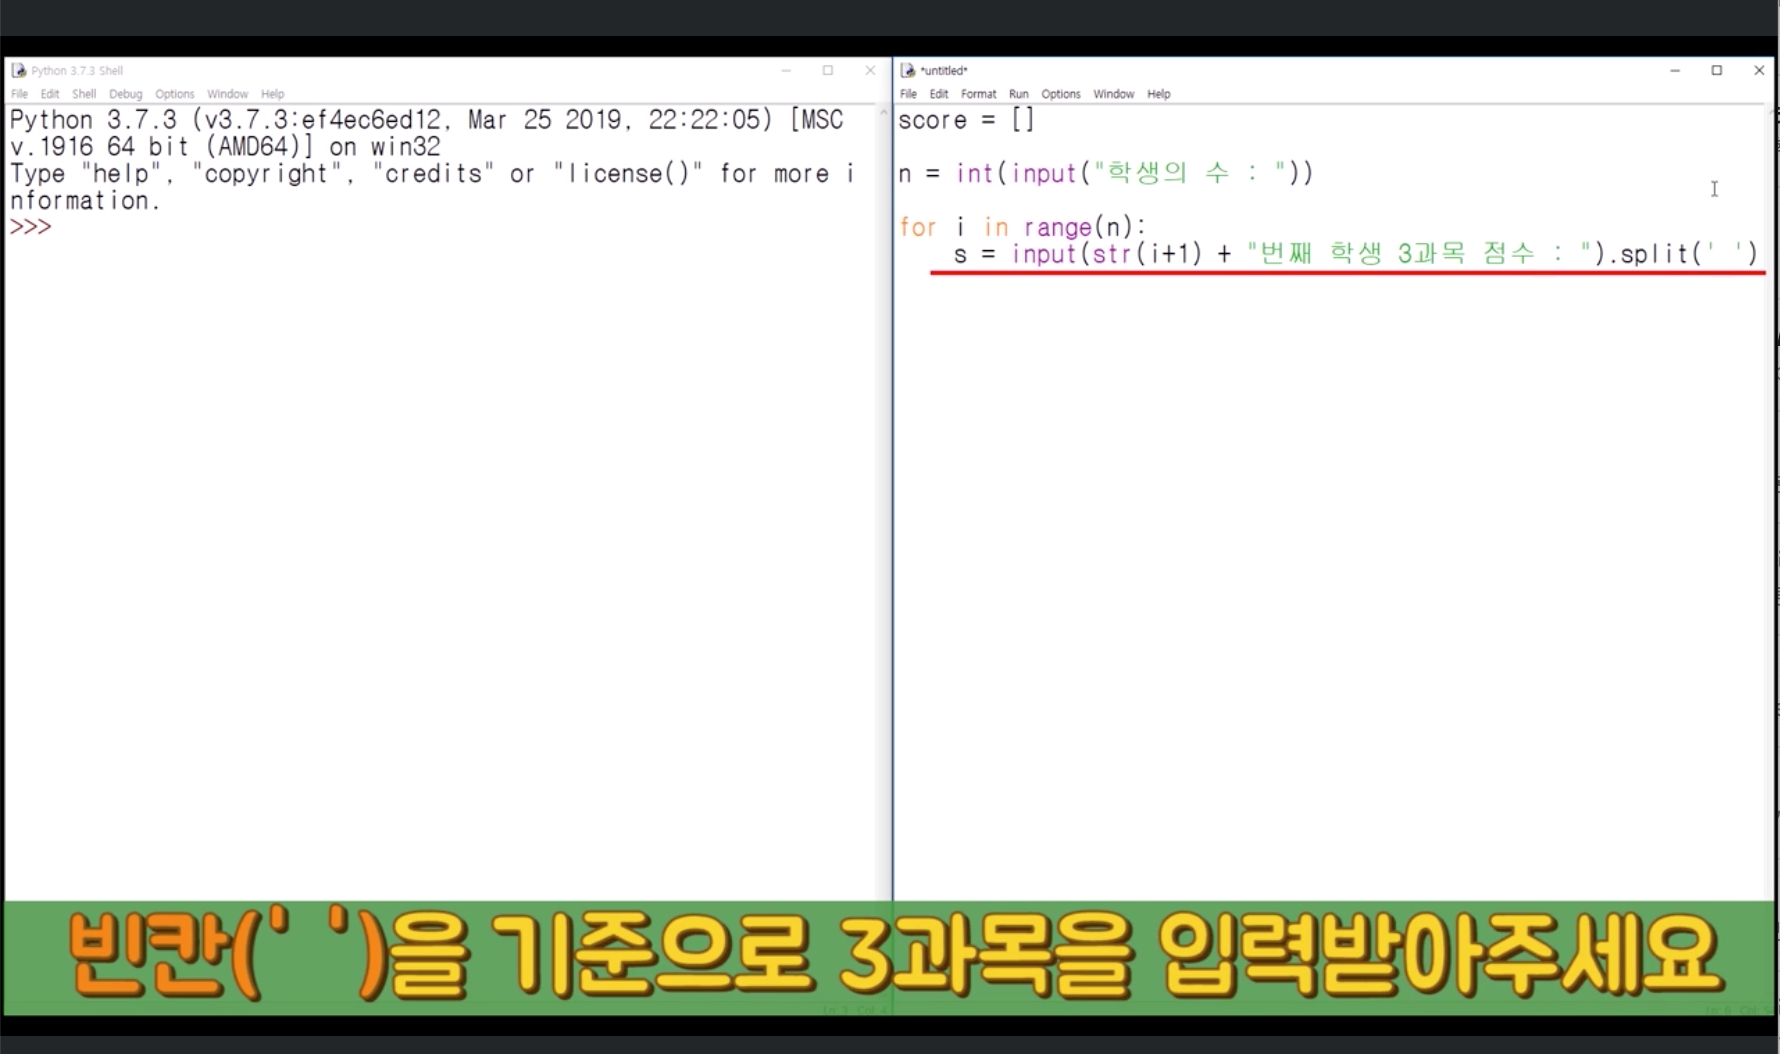 Python 3.7.3 Shell
File Edit Shell Debug Options Window Help
Python 3.7.3 (v3.7.3:ef4ec6ed12, Mar 25 2019, 22:22:05) [MSC
v.1916 64 bit (AMD64)] on win32
Type "help", "copyright", "credits" or "license()" for more i
nformation.
>>>
*untitled*
File Edit Format Run Options Window Help
score = []
n = int(input("학생의 수 : "))
for i in range(n):
    s = input(str(i+1) + "번째 학생 3과목 점수 : ").split(' ')
빈칸(' ')을 기준으로 3과목을 입력받아주세요